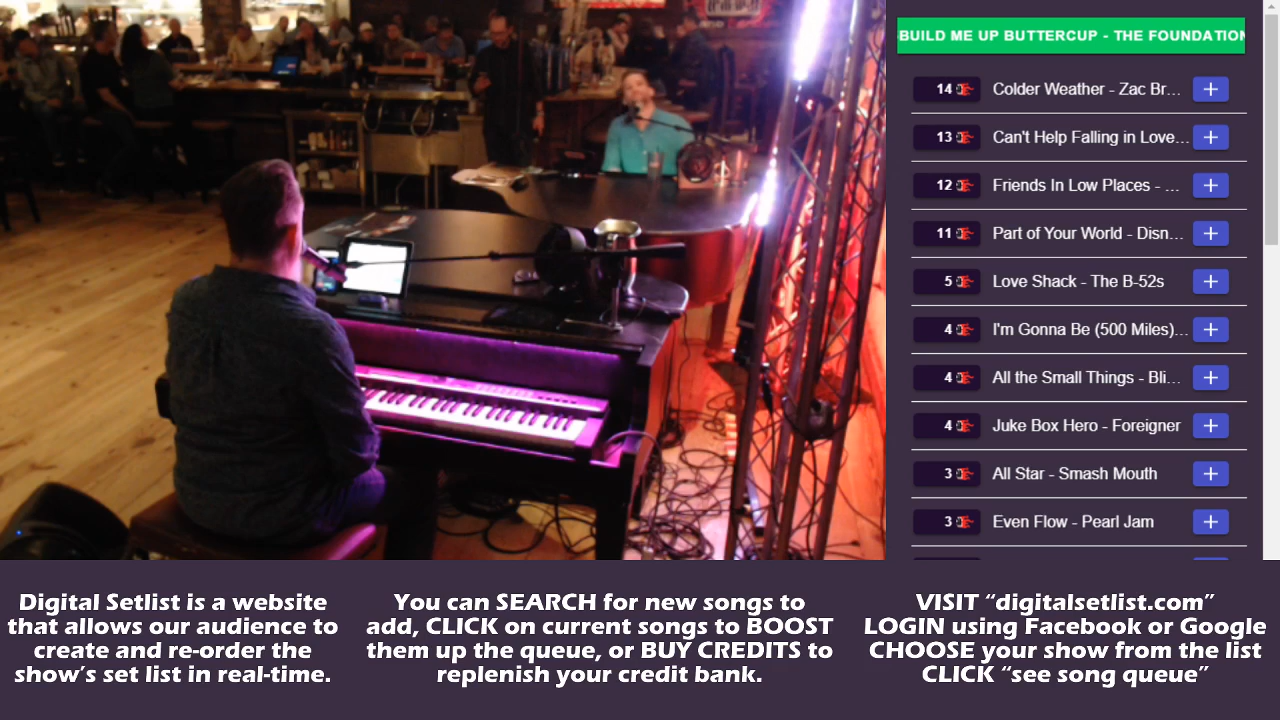 BUILD ME UP BUTTERCUP - THE FOUNDATION
14 Colder Weather - Zac Br...
13 Can't Help Falling in Love...
12 Friends In Low Places - ...
11 Part of Your World - Disn...
5 Love Shack - The B-52s
4 I'm Gonna Be (500 Miles)...
4 All the Small Things - Bli...
4 Juke Box Hero - Foreigner
3 All Star - Smash Mouth
3 Even Flow - Pearl Jam
Digital Setlist is a website
that allows our audience to
create and re-order the
show's set list in real-time.
You can SEARCH for new songs to
add, CLICK on current songs to BOOST
them up the queue, or BUY CREDITS to
replenish your credit bank.
VISIT “digitalsetlist.com”
LOGIN using Facebook or Google
CHOOSE your show from the list
CLICK “see song queue”